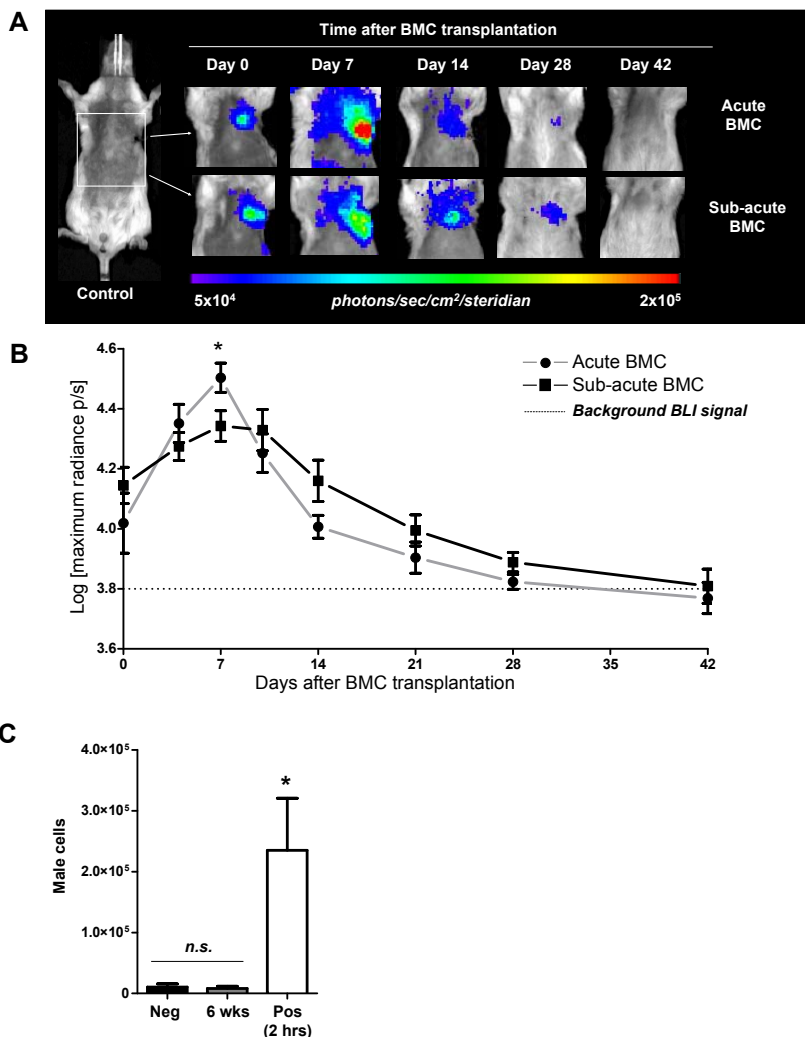 A
Time after BMC transplantation
Day 0 Day 7 Day 14 Day 28 Day 42
Acute
BMC
Sub-acute
BMC
Control
5x10⁴ photons/sec/cm²/steridian 2x10⁵
B
Log [maximum radiance p/s]
4.6
4.4
4.2
4.0
3.8
3.6
*
Acute BMC
Sub-acute BMC
Background BLI signal
0 7 14 21 28 35 42
Days after BMC transplantation
C
Male cells
4.0×10⁵
3.0×10⁵
2.0×10⁵
1.0×10⁵
0
*
n.s.
Neg 6 wks Pos
(2 hrs)